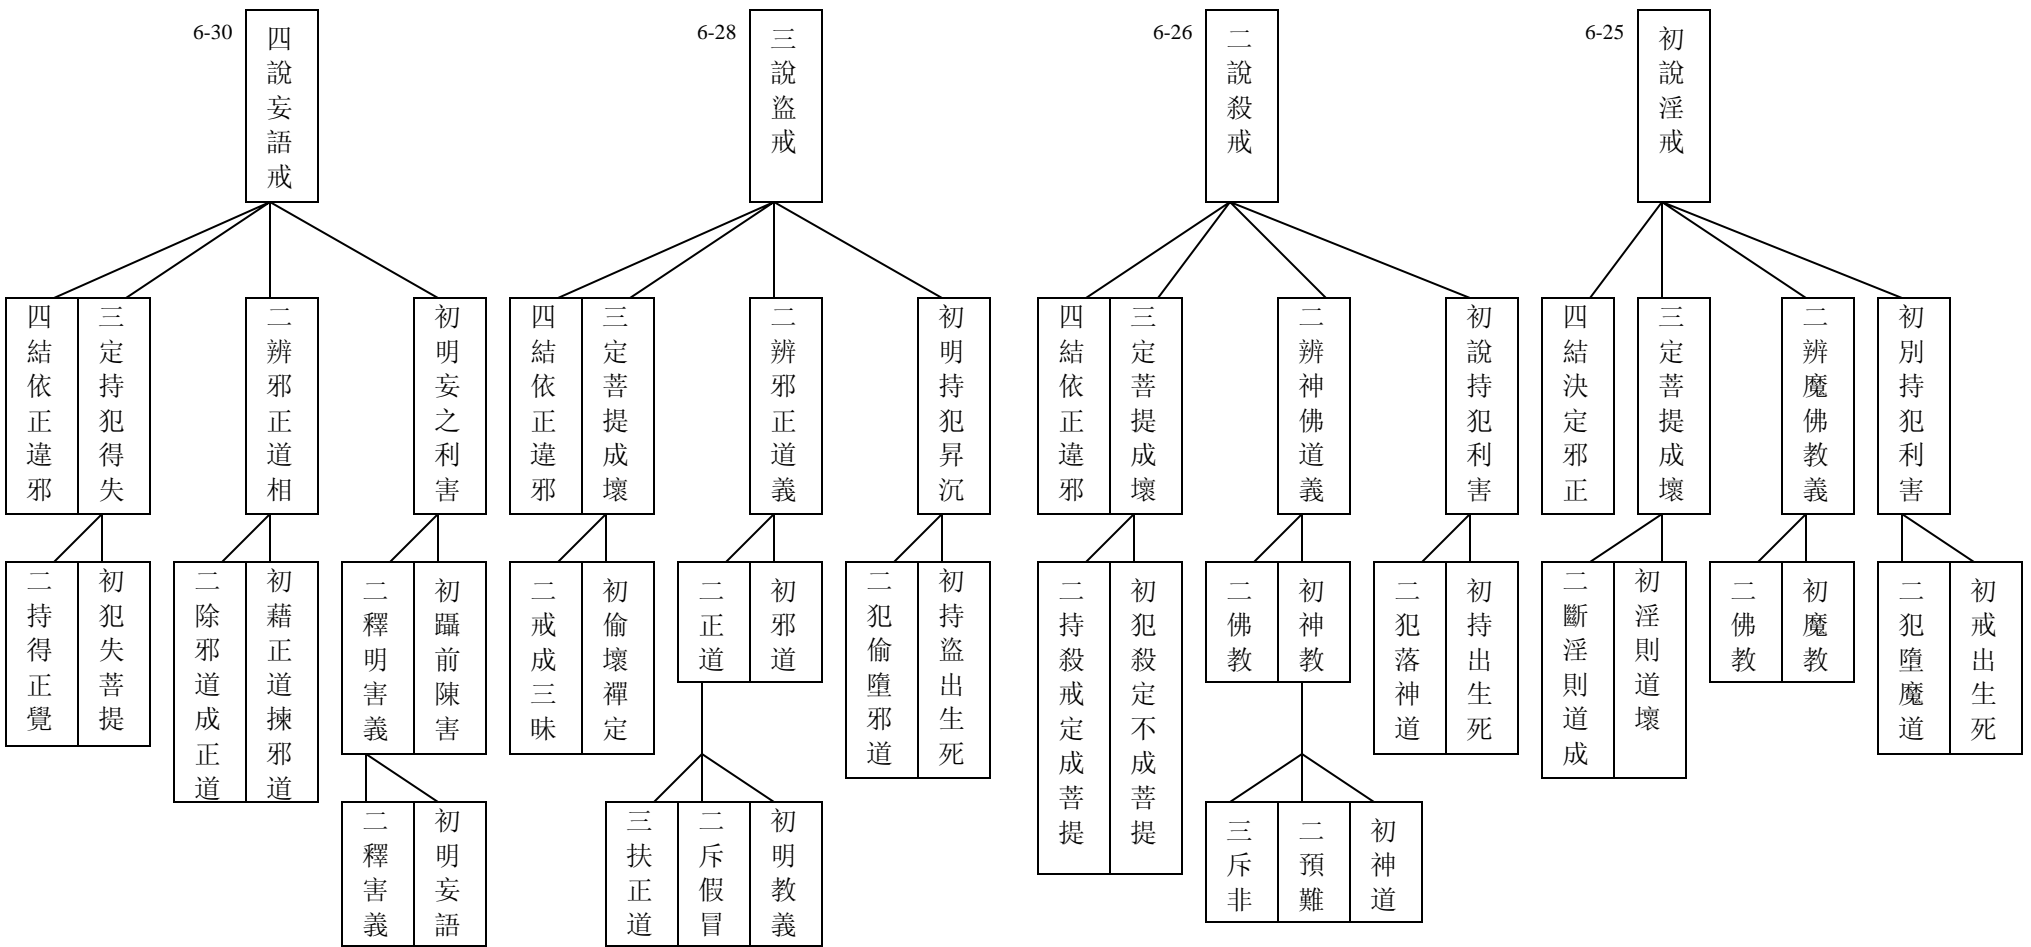 6-25
初說淫戒
6-26
二說殺戒
6-28
三說盜戒
6-30
四說妄語戒
初別持犯利害
二辨魔佛教義
三定菩提成壞
四結決定邪正
初說持犯利害
二辨神佛道義
三定菩提成壞
四結依正違邪
初明持犯昇沉
二辨邪正道義
三定菩提成壞
四結依正違邪
初明妄之利害
二辨邪正道相
三定持犯得失
四結依正違邪
初戒出生死
二犯墮魔道
初魔教
二佛教
初淫則道壞
二斷淫則道成
初持出生死
二犯落神道
初神教
二佛教
初犯殺定不成菩提
二持殺戒定成菩提
初持盜出生死
二犯偷墮邪道
初邪道
二正道
初偷壞禪定
二戒成三昧
初躡前陳害
二釋明害義
初藉正道揀邪道
二除邪道成正道
初犯失菩提
二持得正覺
初神道
二預難
三斥非
初明教義
二斥假冒
三扶正道
初明妄語
二釋害義